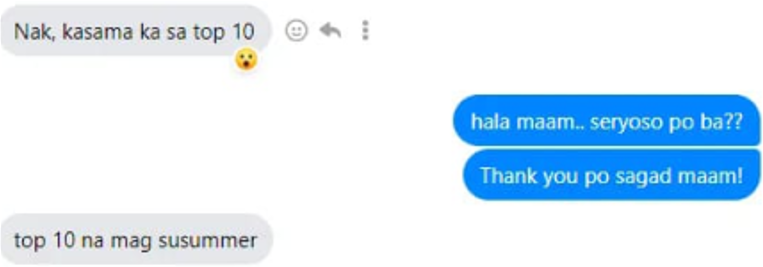 Nak, kasama ka sa top 10
hala maam.. seryoso po ba??
Thank you po sagad maam!
top 10 na mag susummer